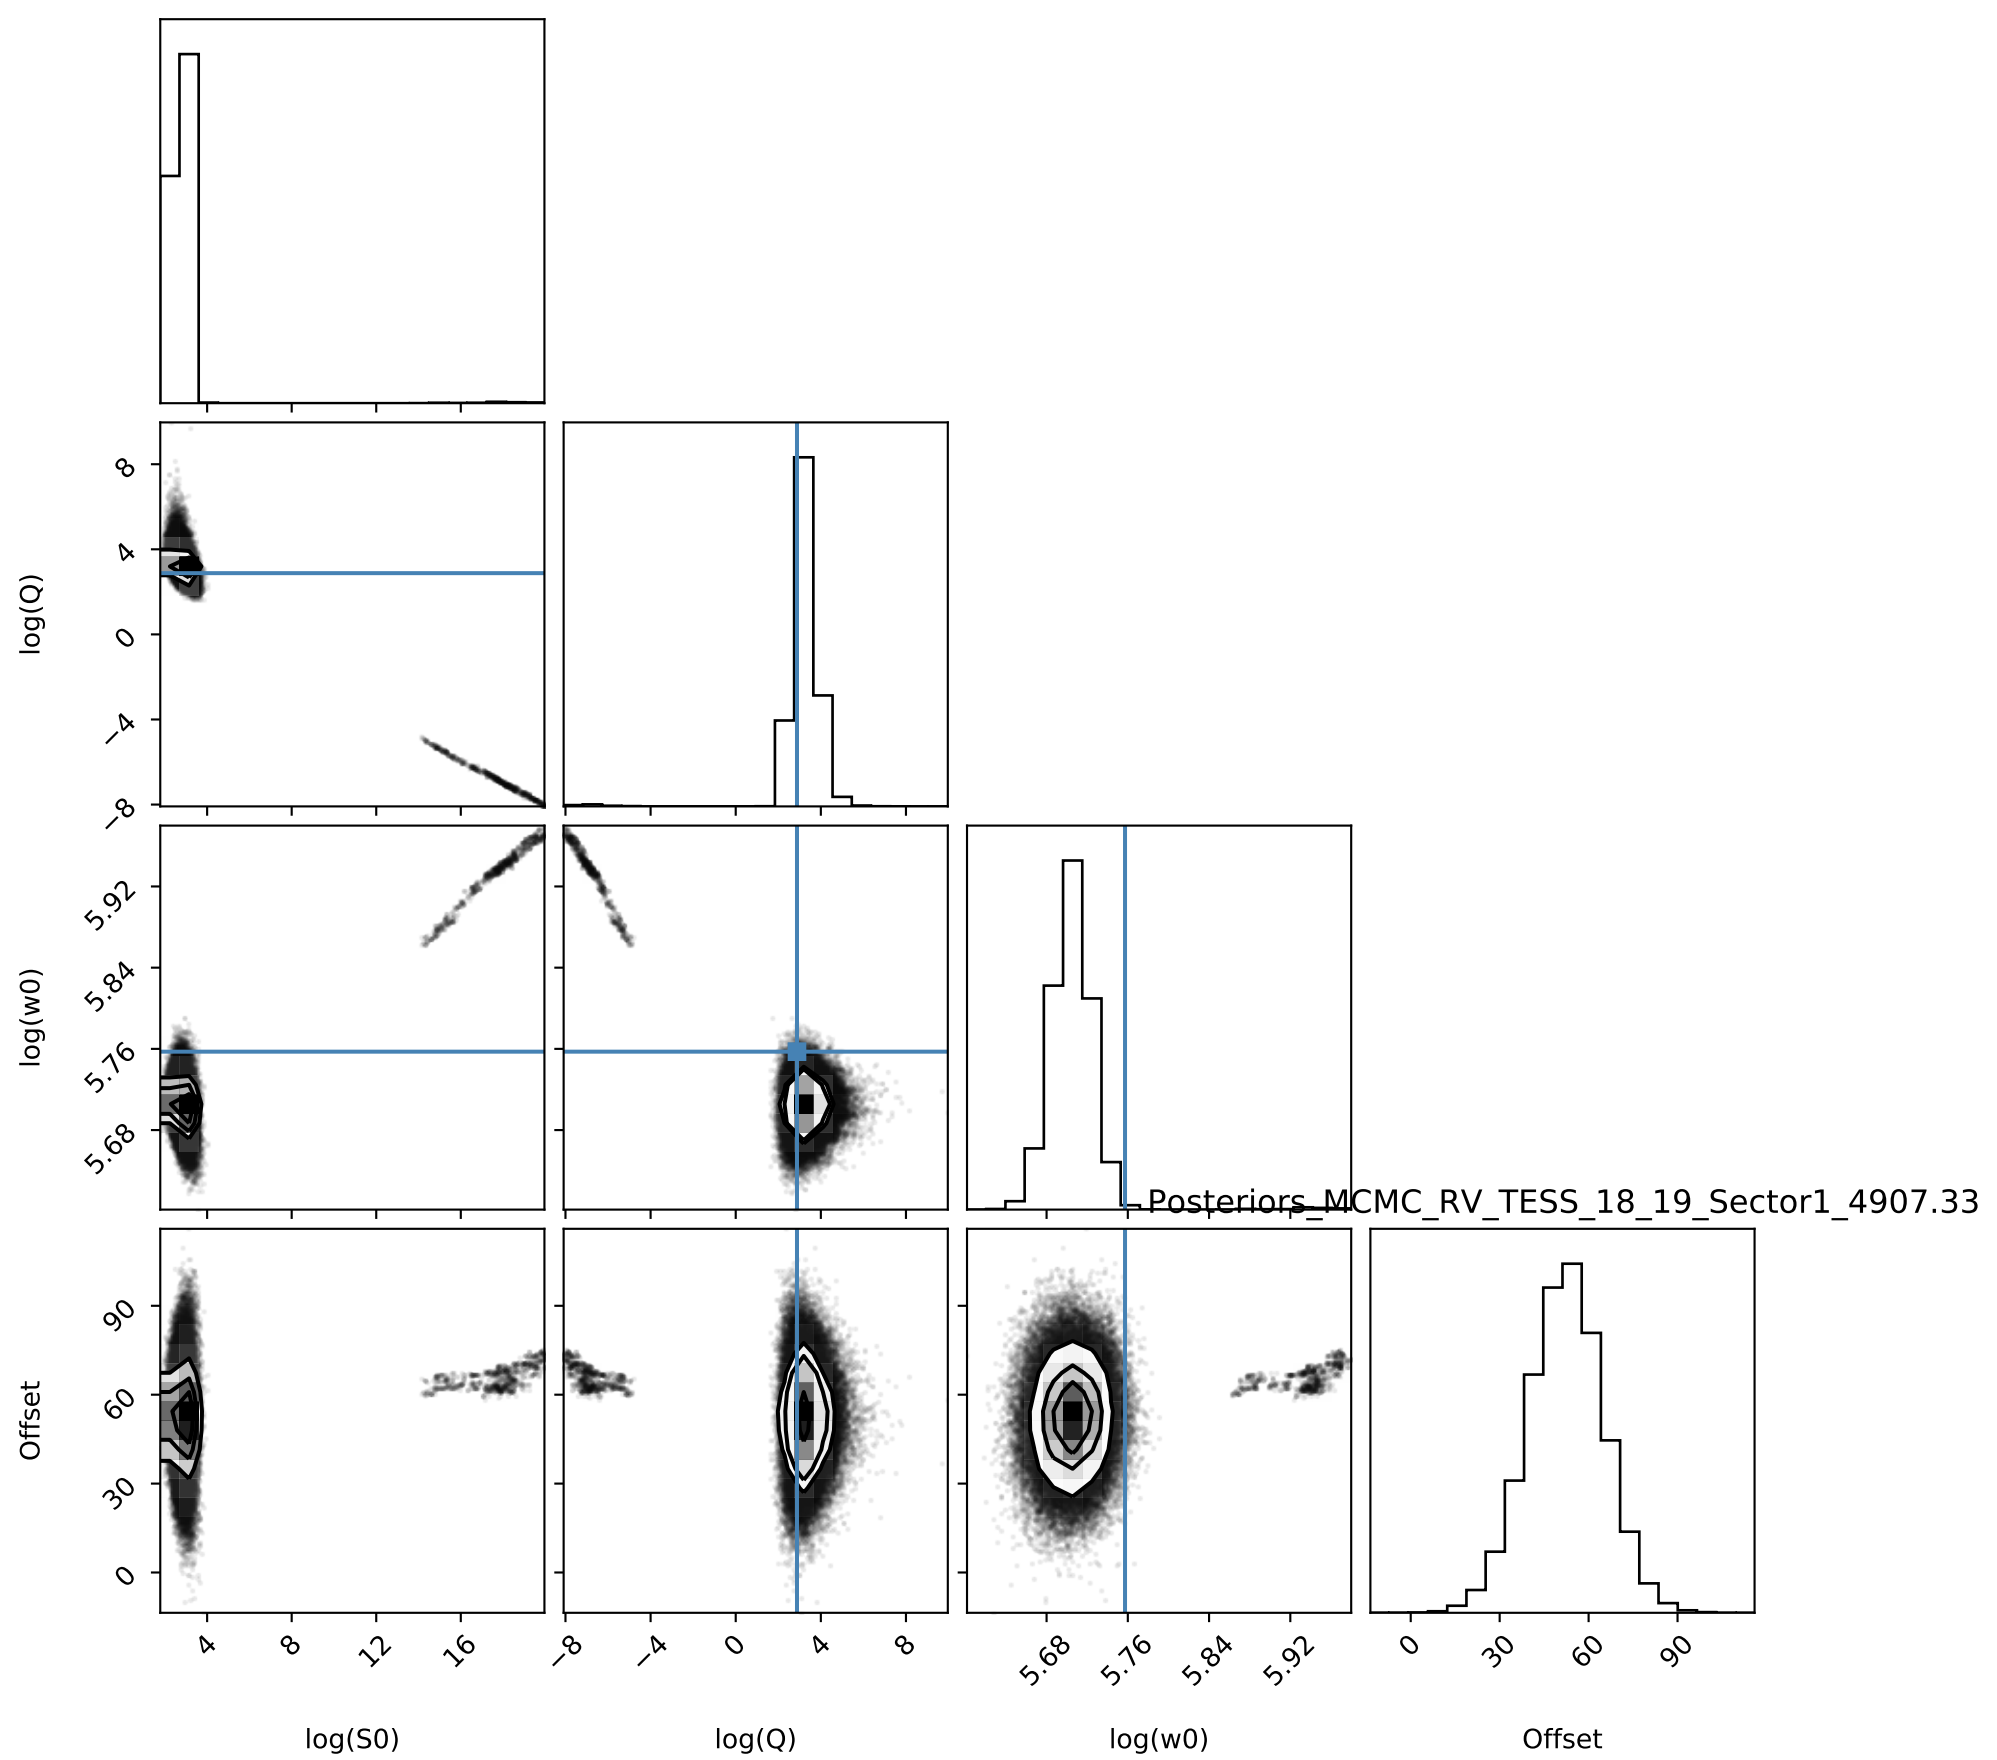 8
4
0
−4
−8
log(Q)
5.92
5.84
5.76
5.68
log(w0)
Posteriors_MCMC_RV_TESS_18_19_Sector1_4907.33
90
60
30
0
Offset
4 8 12 16
−8 −4 0 4 8
5.68 5.76 5.84 5.92
0 30 60 90
log(S0) log(Q) log(w0) Offset